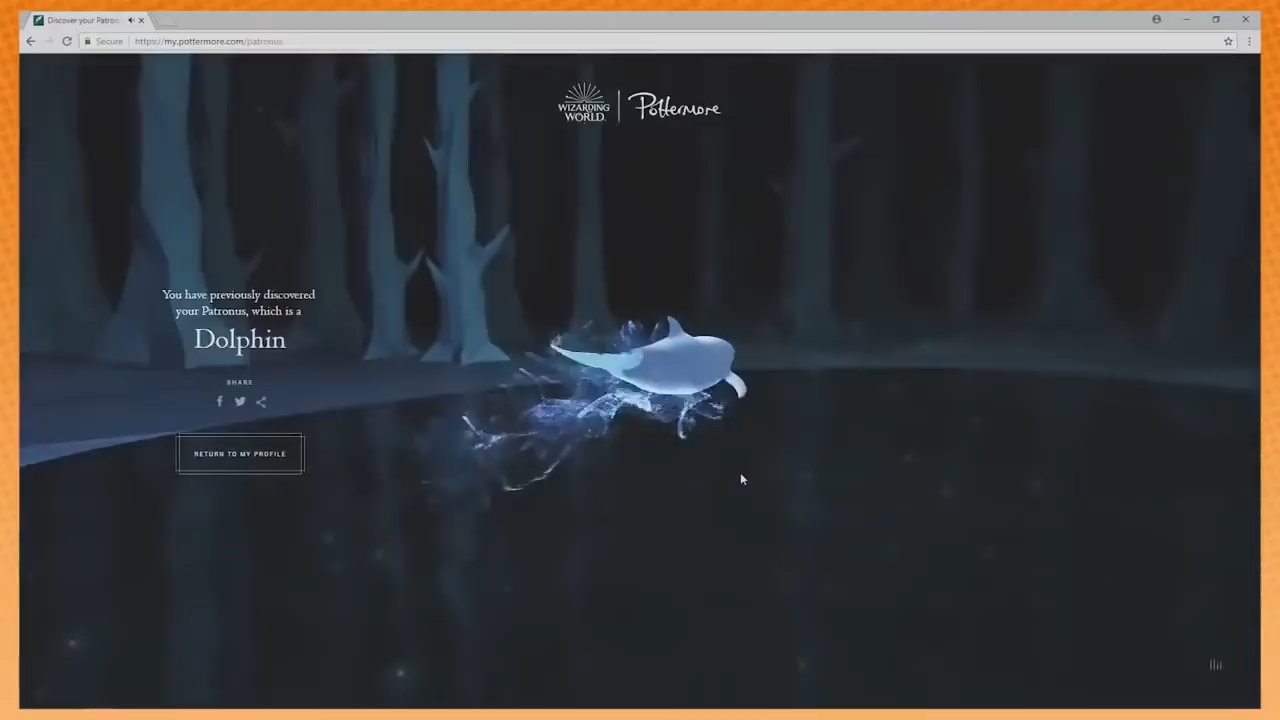 Discover your Patron
Secure
https://my.pottermore.com/patronus
WIZARDING
WORLD
Pottermore
You have previously discovered
your Patronus, which is a
Dolphin
SHARE
RETURN TO MY PROFILE